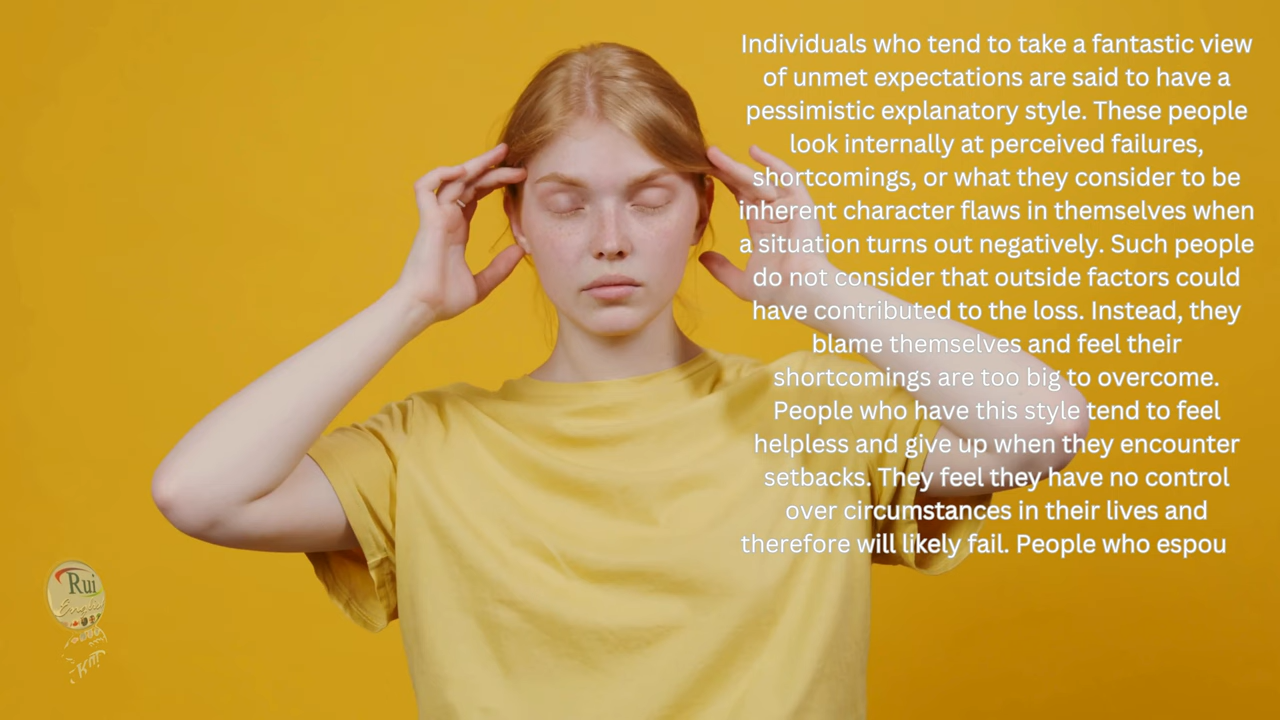 Individuals who tend to take a fantastic view
of unmet expectations are said to have a
pessimistic explanatory style. These people
look internally at perceived failures,
shortcomings, or what they consider to be
inherent character flaws in themselves when
a situation turns out negatively. Such people
do not consider that outside factors could
have contributed to the loss. Instead, they
blame themselves and feel their
shortcomings are too big to overcome.
People who have this style tend to feel
helpless and give up when they encounter
setbacks. They feel they have no control
over circumstances in their lives and
therefore will likely fail. People who espou
Rui